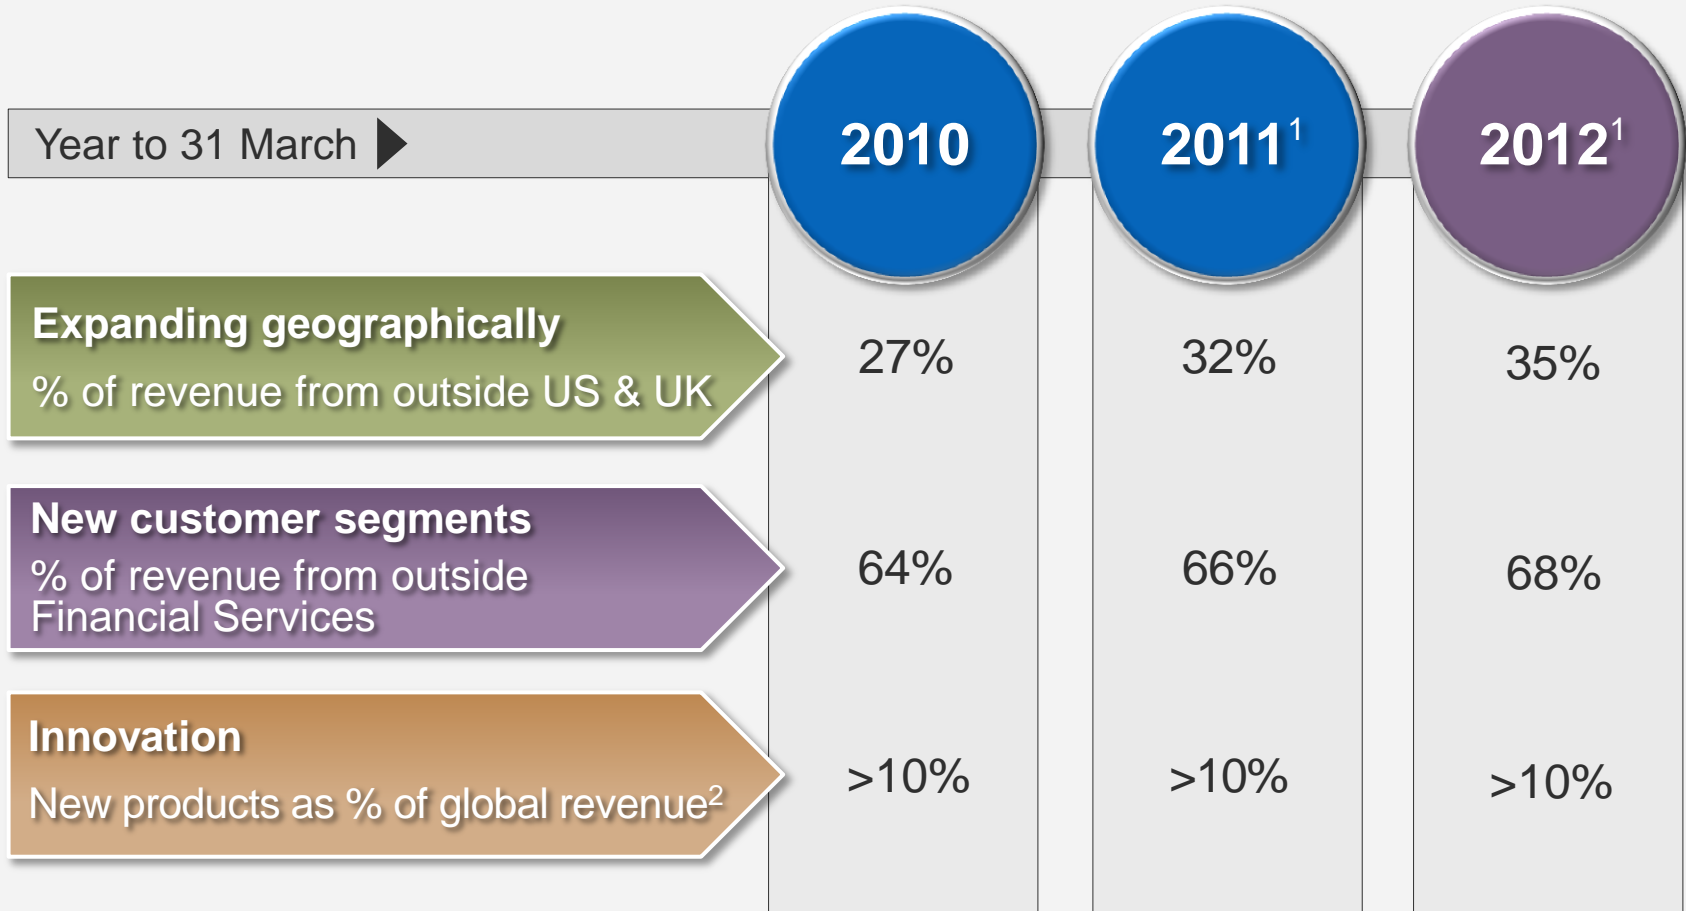 Year to 31 March
2010
2011¹
2012¹
Expanding geographically
% of revenue from outside US & UK
27%
32%
35%
New customer segments
% of revenue from outside
Financial Services
64%
66%
68%
Innovation
New products as % of global revenue²
>10%
>10%
>10%